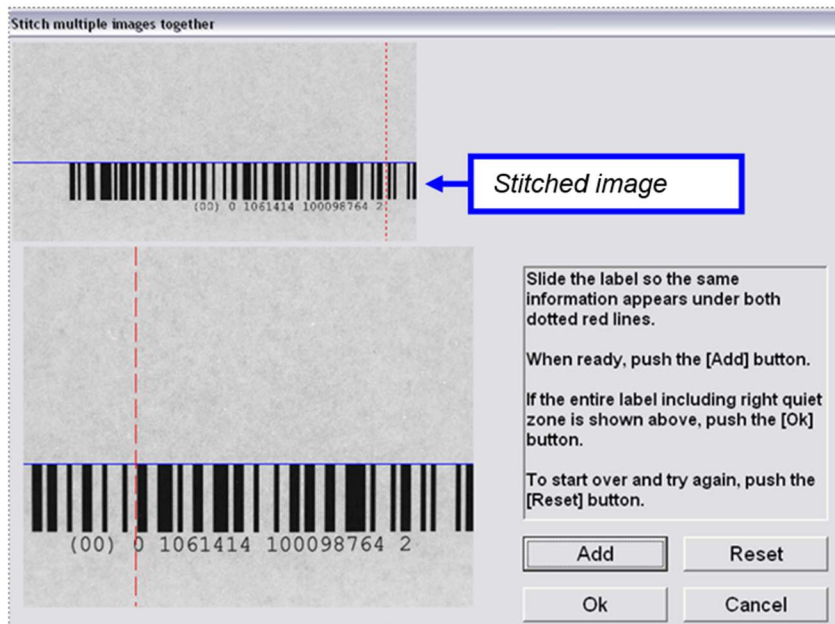 Stitch multiple images together
Stitched image
(00) 0 1061414 100098764 2
(00) 0 1061414 100098764 2
Slide the label so the same
information appears under both
dotted red lines.
When ready, push the [Add] button.
If the entire label including right quiet
zone is shown above, push the [Ok]
button.
To start over and try again, push the
[Reset] button.
Add
Reset
Ok
Cancel